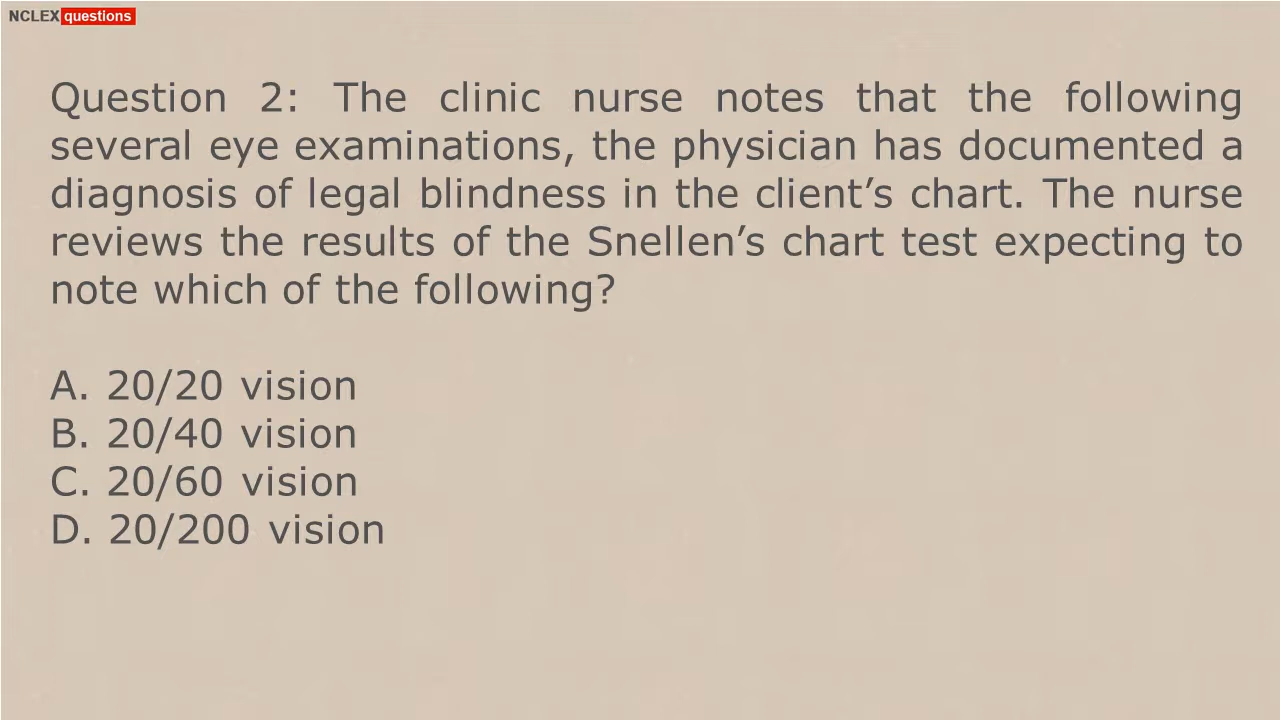 NCLEX questions
Question 2: The clinic nurse notes that the following
several eye examinations, the physician has documented a
diagnosis of legal blindness in the client’s chart. The nurse
reviews the results of the Snellen’s chart test expecting to
note which of the following?
A. 20/20 vision
B. 20/40 vision
C. 20/60 vision
D. 20/200 vision